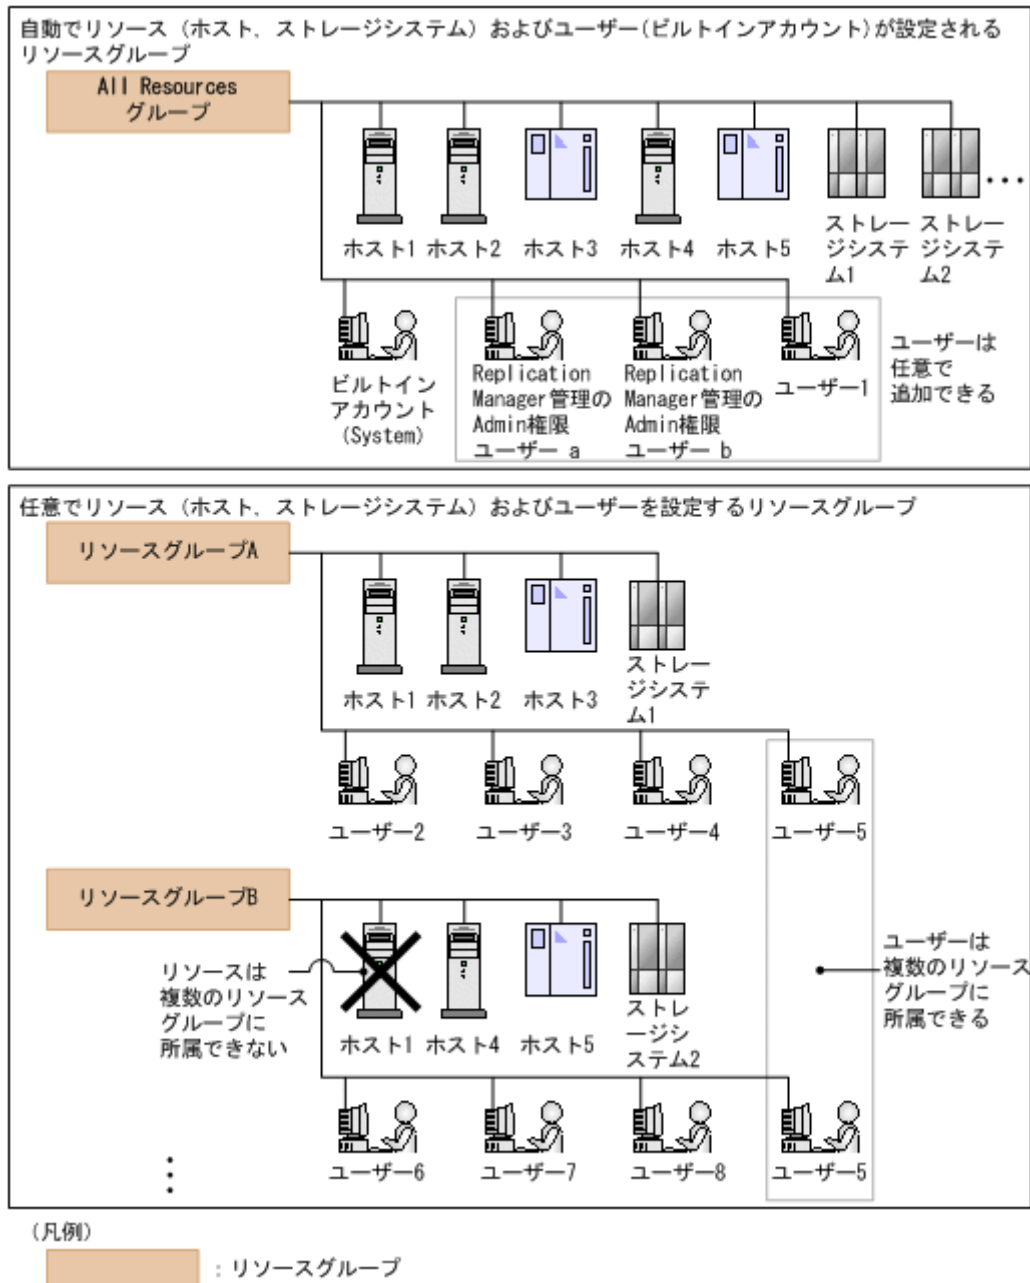 自動でリソース（ホスト，ストレージシステム）およびユーザー(ビルトインアカウント)が設定される
リソースグループ
All Resources
グループ
ホスト1
ホスト2
ホスト3
ホスト4
ホスト5
ストレー
ジシステ
ム1
ストレー
ジシステ
ム2
・・・
ビルトイン
アカウント
(System)
Replication
Manager管理の
Admin権限
ユーザー a
Replication
Manager管理の
Admin権限
ユーザー b
ユーザー1
ユーザーは
任意で
追加できる
任意でリソース（ホスト，ストレージシステム）およびユーザーを設定するリソースグループ
リソースグループA
ホスト1
ホスト2
ホスト3
ストレー
ジシステ
ム1
ユーザー2
ユーザー3
ユーザー4
ユーザー5
リソースグループB
リソースは
複数のリソース
グループに
所属できない
ホスト1
ホスト4
ホスト5
ストレ
ージシ
ステム2
ユーザーは
複数のリソース
グループに
所属できる
ユーザー6
ユーザー7
ユーザー8
ユーザー5
(凡例)
：リソースグループ